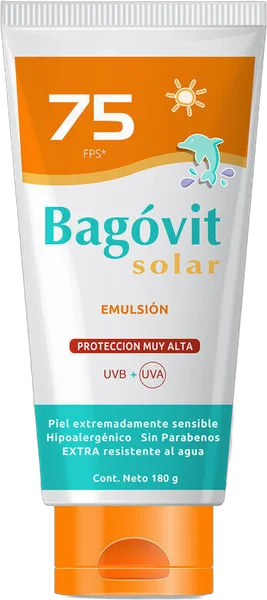 75
FPS*
Bagóvit
solar
EMULSIÓN
PROTECCION MUY ALTA
UVB + UVA
Piel extremadamente sensible
Hipoalergénico Sin Parabenos
EXTRA resistente al agua
Cont. Neto 180 g